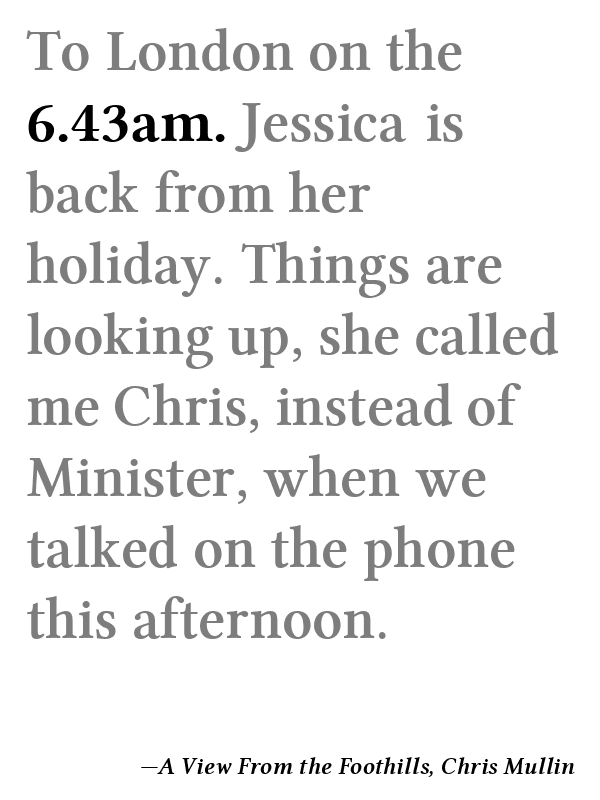 To London on the
6.43am. Jessica is
back from her
holiday. Things are
looking up, she called
me Chris, instead of
Minister, when we
talked on the phone
this afternoon.
—A View From the Foothills, Chris Mullin